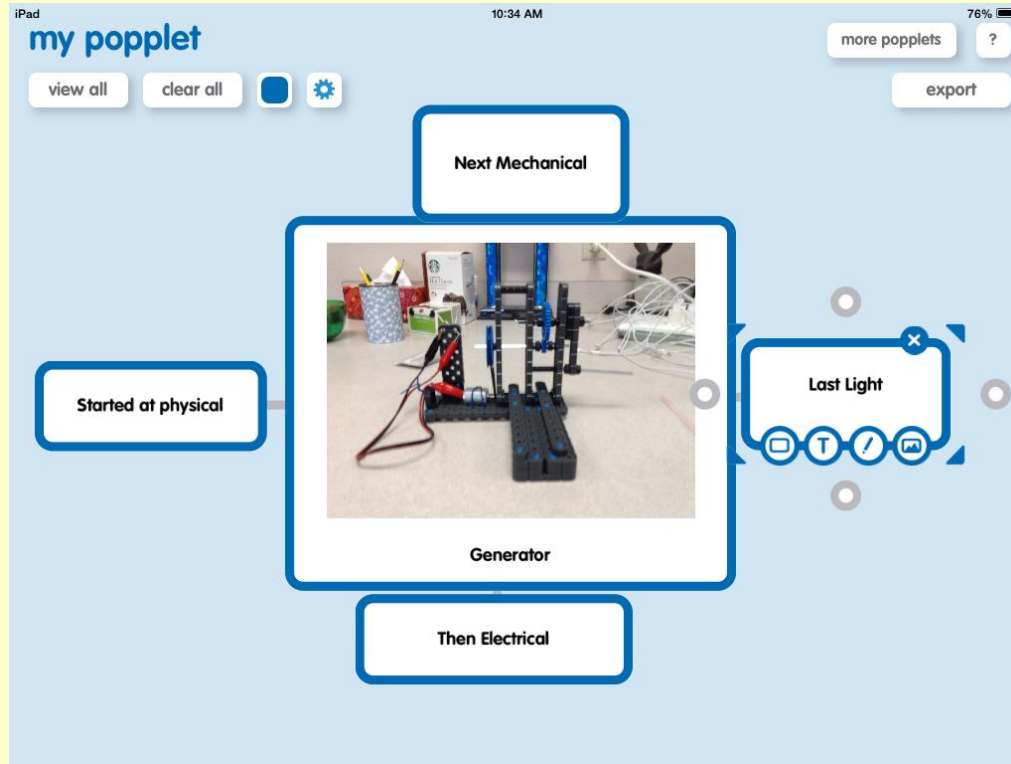 iPad
10:34 AM
76%
my popplet
more popplets
?
view all
clear all
export
Next Mechanical
Started at physical
Last Light
T
Generator
Then Electrical